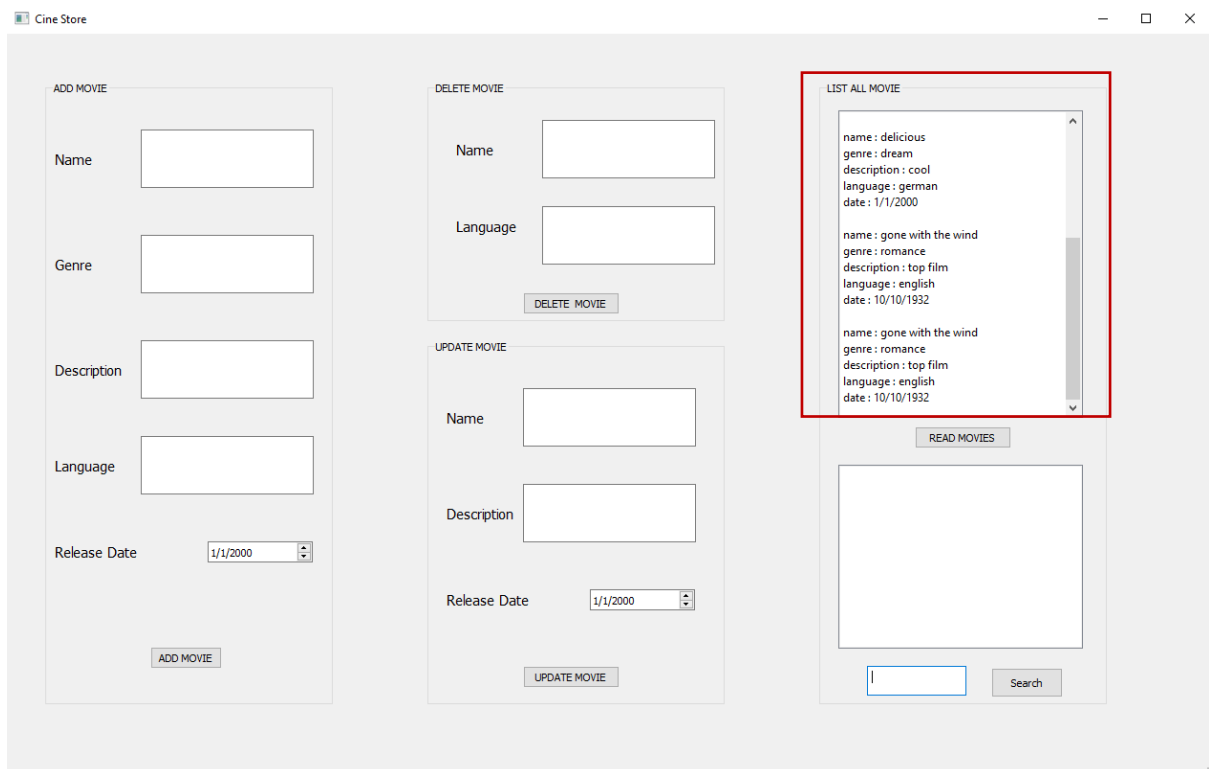 Cine Store
ADD MOVIE
Name
Genre
Description
Language
Release Date
1/1/2000
ADD MOVIE
DELETE MOVIE
Name
Language
DELETE MOVIE
UPDATE MOVIE
Name
Description
Release Date
1/1/2000
UPDATE MOVIE
LIST ALL MOVIE
name : delicious
genre : dream
description : cool
language : german
date : 1/1/2000
name : gone with the wind
genre : romance
description : top film
language : english
date : 10/10/1932
name : gone with the wind
genre : romance
description : top film
language : english
date : 10/10/1932
READ MOVIES
Search